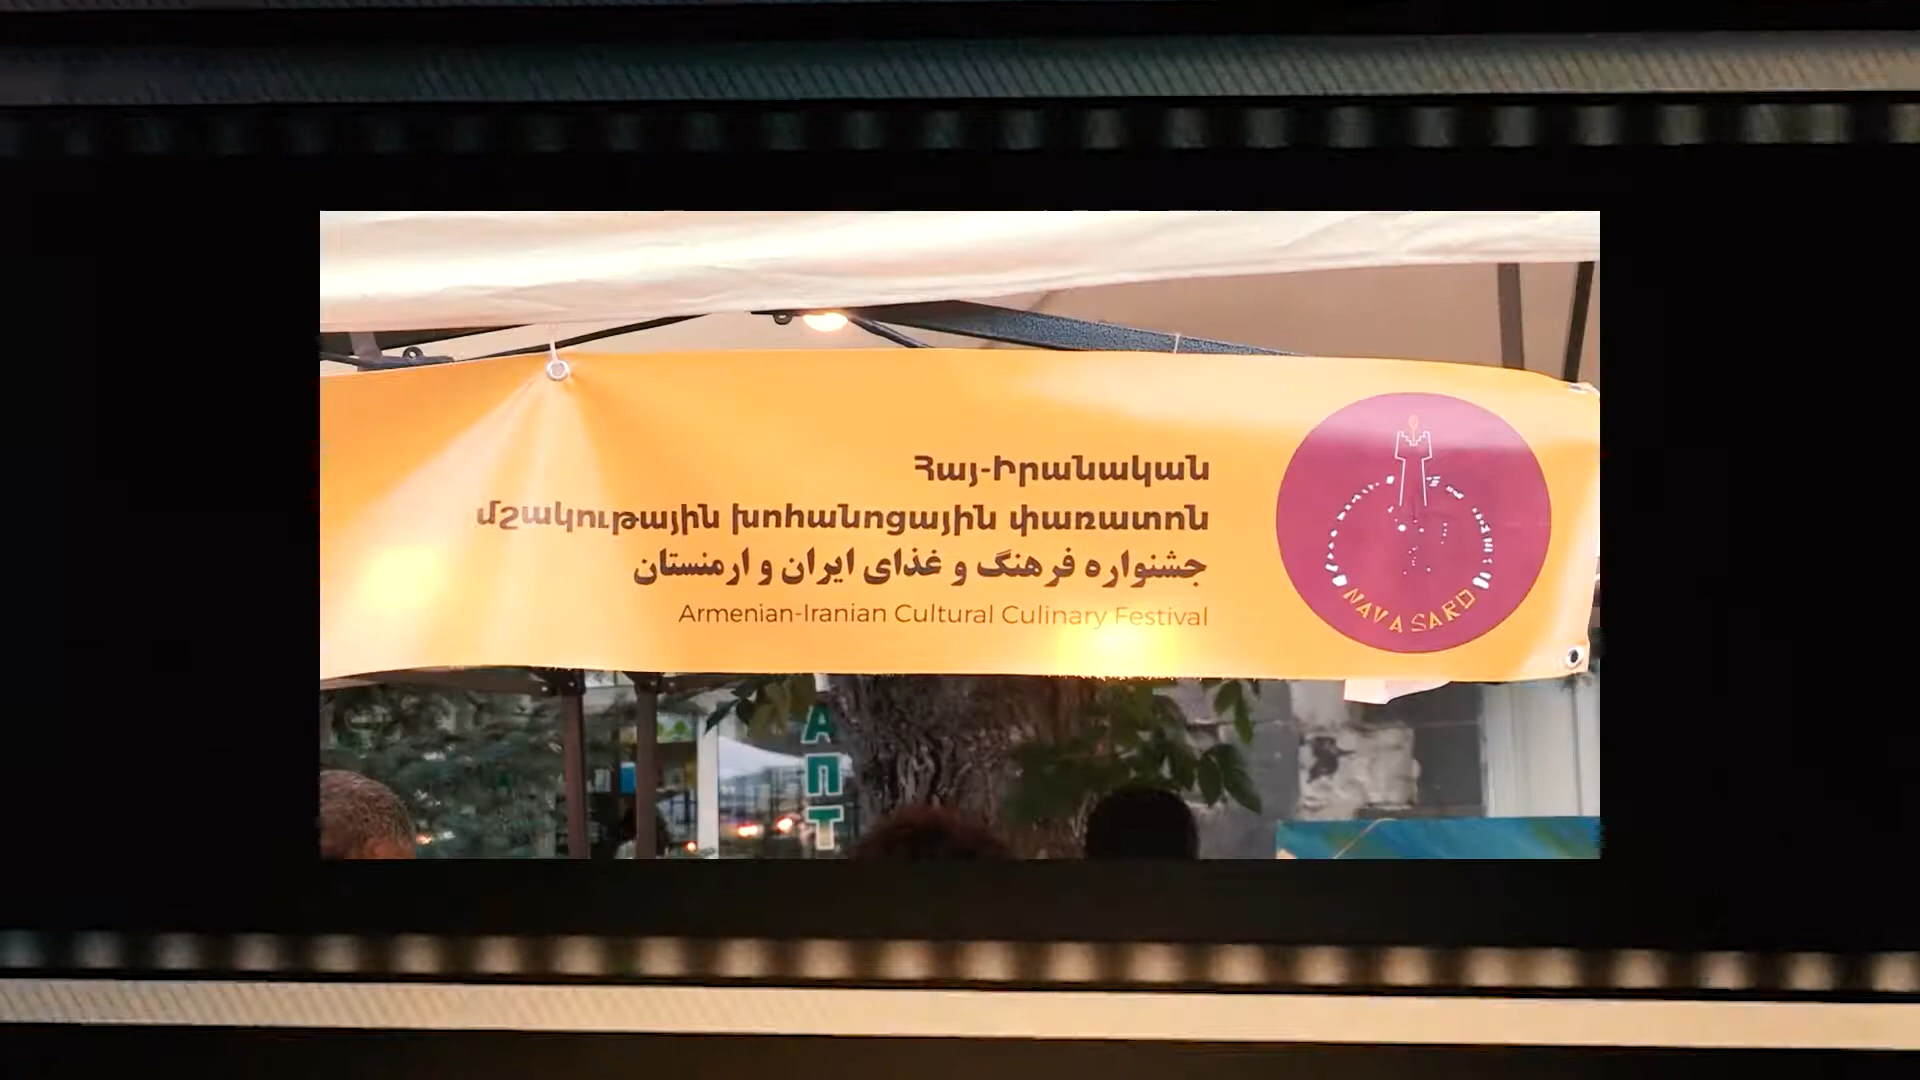 Հայ-Իրանական
մշակութային խոհանոցային փառատոն
جشنواره فرهنگ و غذای ایران و ارمنستان
Armenian-Iranian Cultural Culinary Festival
NAVASARD
АПТ